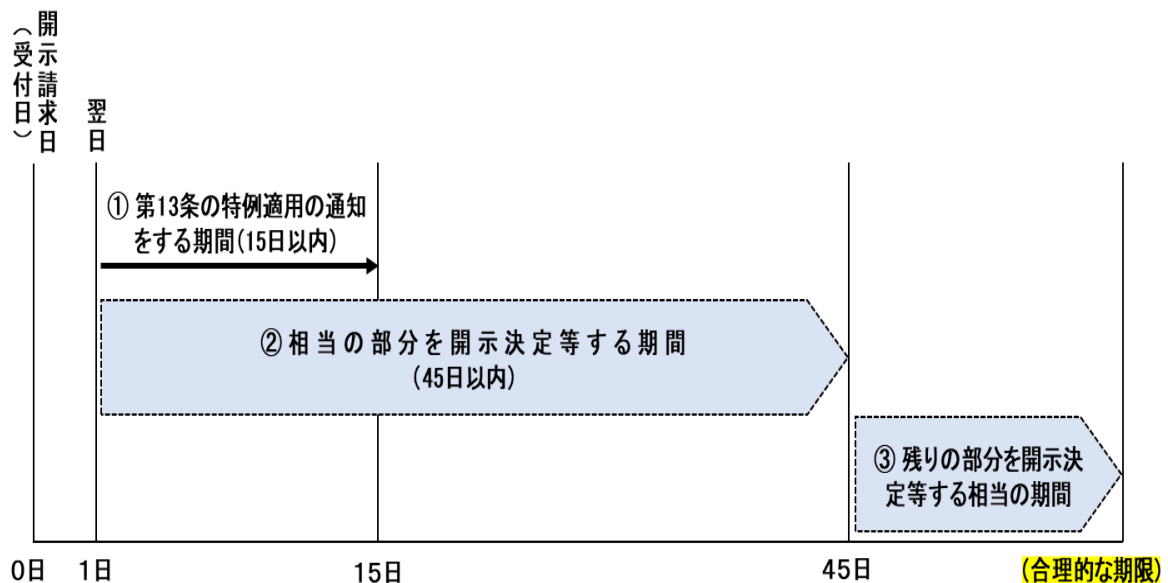 開示請求日
（受付日）
翌日
① 第13条の特例適用の通知
をする期間(15日以内)
②相当の部分を開示決定等する期間
(45日以内)
③ 残りの部分を開示決
定等する相当の期間
0日
1日
15日
45日
(合理的な期限)